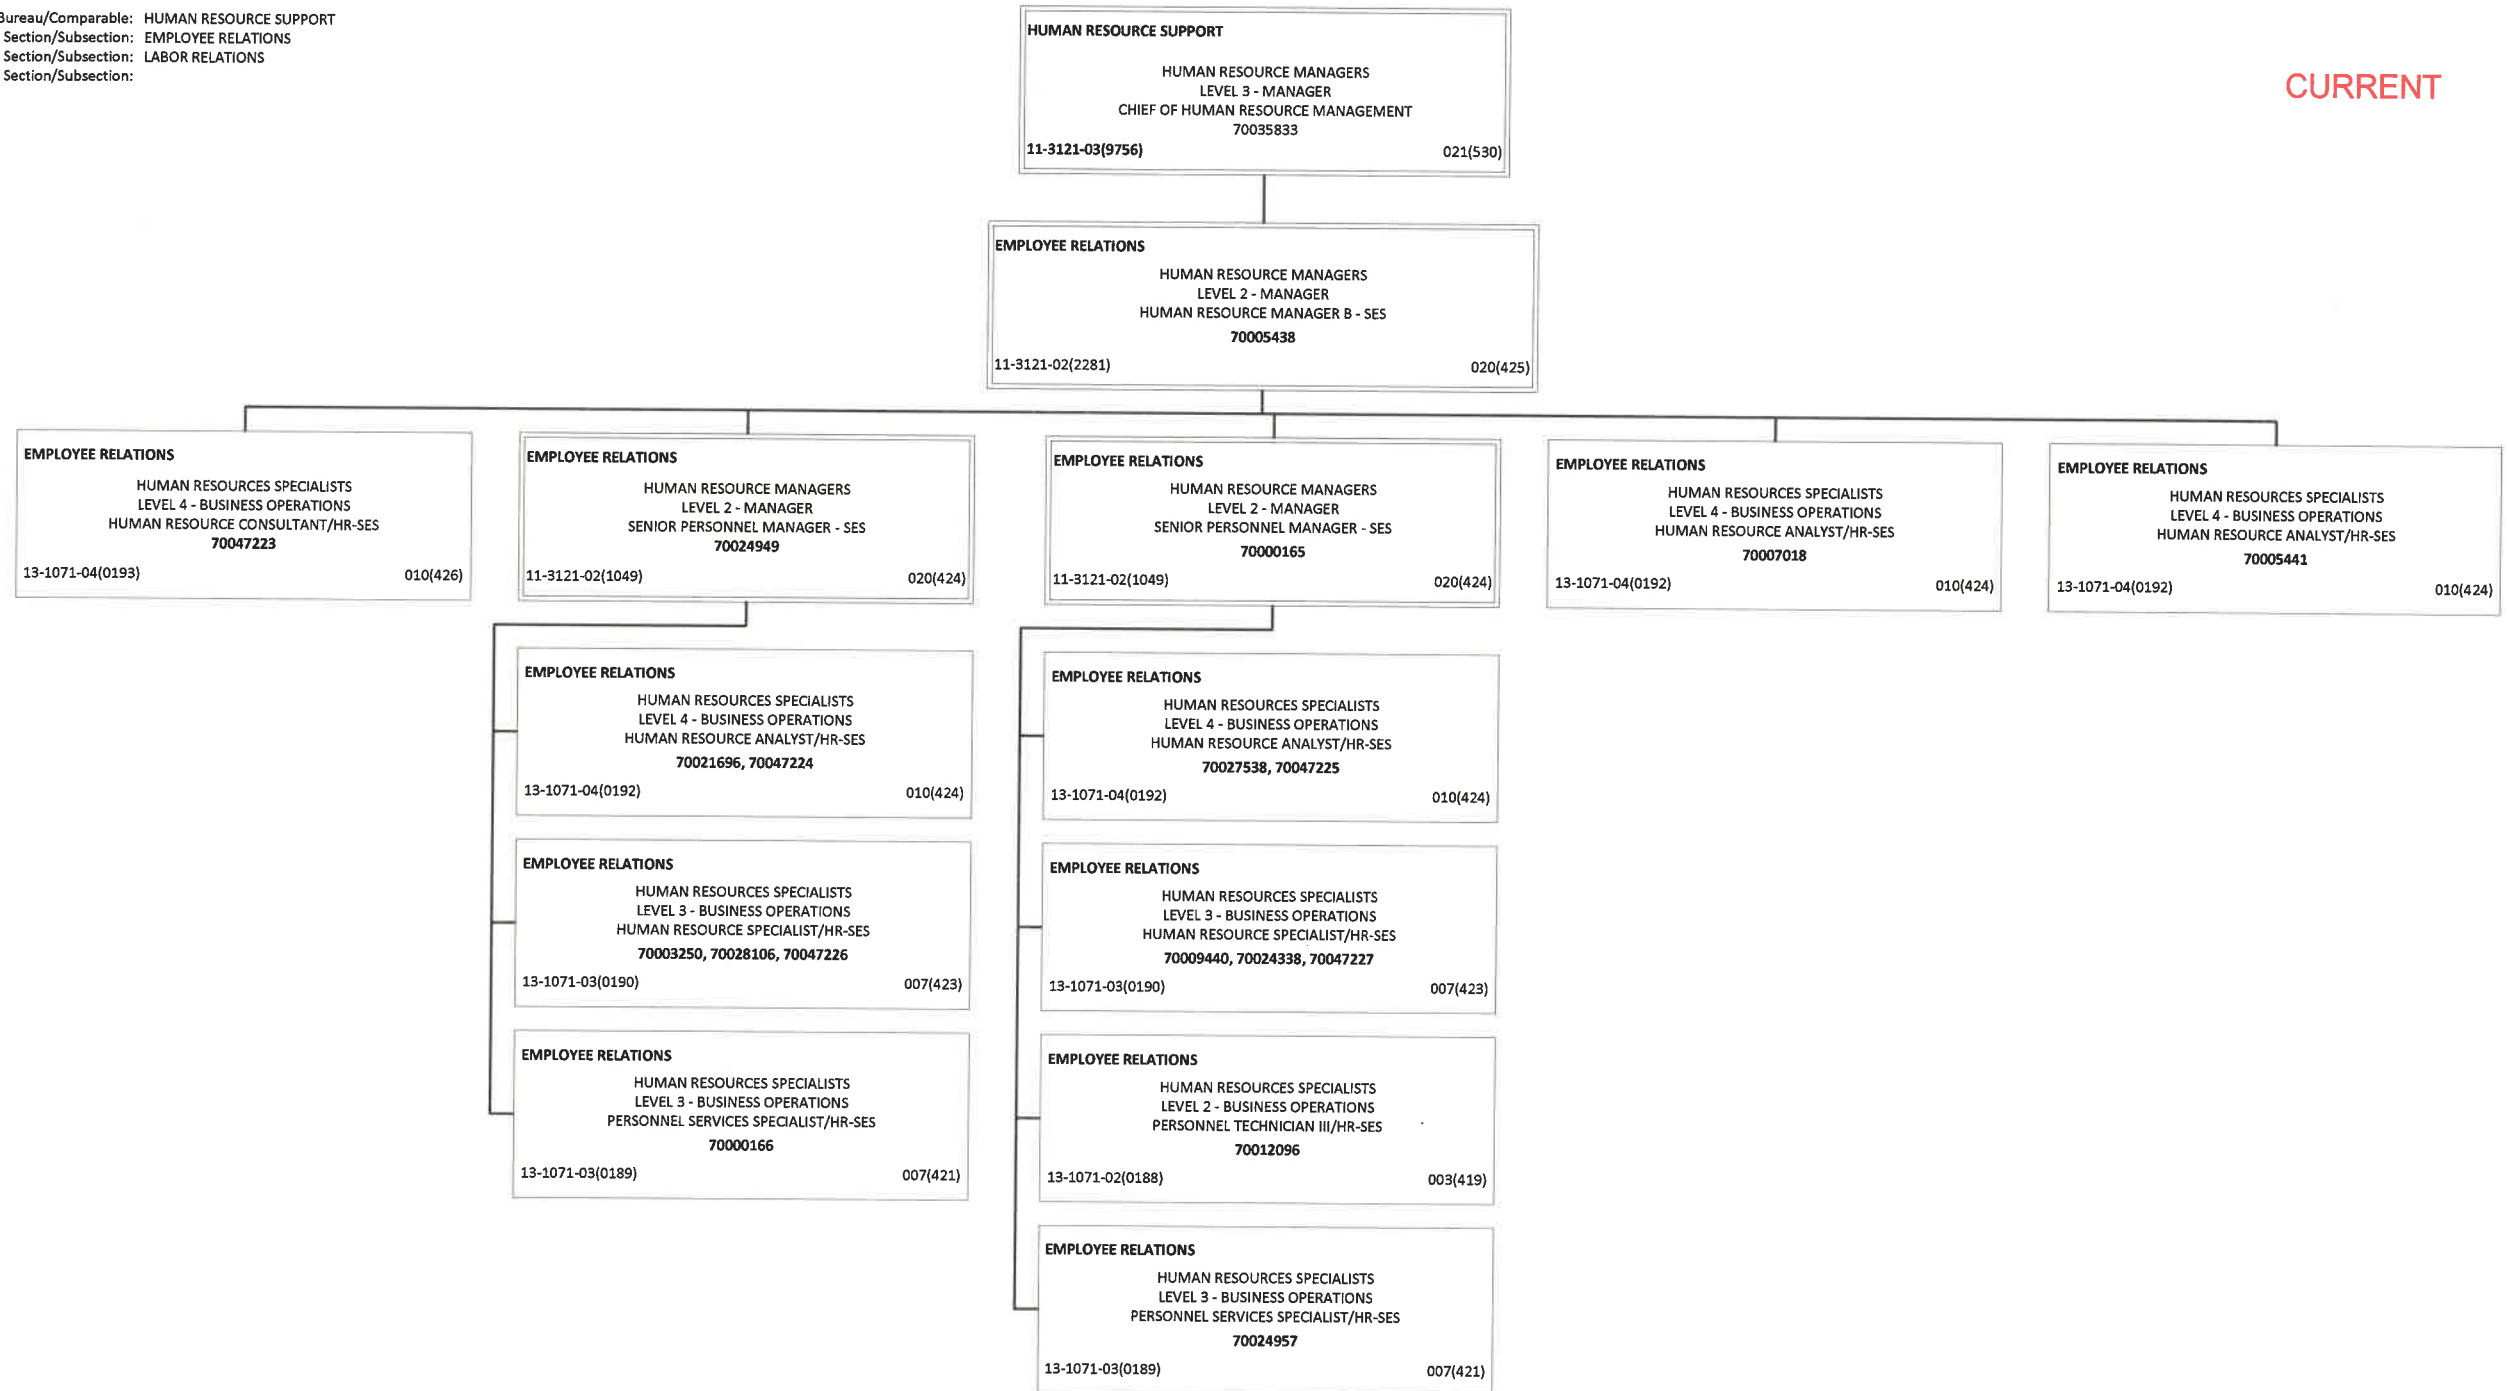 Bureau/Comparable: HUMAN RESOURCE SUPPORT
Section/Subsection: EMPLOYEE RELATIONS
Section/Subsection: LABOR RELATIONS
Section/Subsection:
CURRENT
HUMAN RESOURCE SUPPORT
HUMAN RESOURCE MANAGERS
LEVEL 3 - MANAGER
CHIEF OF HUMAN RESOURCE MANAGEMENT
70035833
11-3121-03(9756) 021(530)
EMPLOYEE RELATIONS
HUMAN RESOURCE MANAGERS
LEVEL 2 - MANAGER
HUMAN RESOURCE MANAGER B - SES
70005438
11-3121-02(2281) 020(425)
EMPLOYEE RELATIONS
HUMAN RESOURCES SPECIALISTS
LEVEL 4 - BUSINESS OPERATIONS
HUMAN RESOURCE CONSULTANT/HR-SES
70047223
13-1071-04(0193) 010(426)
EMPLOYEE RELATIONS
HUMAN RESOURCE MANAGERS
LEVEL 2 - MANAGER
SENIOR PERSONNEL MANAGER - SES
70024949
11-3121-02(1049) 020(424)
EMPLOYEE RELATIONS
HUMAN RESOURCE MANAGERS
LEVEL 2 - MANAGER
SENIOR PERSONNEL MANAGER - SES
70000165
11-3121-02(1049) 020(424)
EMPLOYEE RELATIONS
HUMAN RESOURCES SPECIALISTS
LEVEL 4 - BUSINESS OPERATIONS
HUMAN RESOURCE ANALYST/HR-SES
70007018
13-1071-04(0192) 010(424)
EMPLOYEE RELATIONS
HUMAN RESOURCES SPECIALISTS
LEVEL 4 - BUSINESS OPERATIONS
HUMAN RESOURCE ANALYST/HR-SES
70005441
13-1071-04(0192) 010(424)
EMPLOYEE RELATIONS
HUMAN RESOURCES SPECIALISTS
LEVEL 4 - BUSINESS OPERATIONS
HUMAN RESOURCE ANALYST/HR-SES
70021696, 70047224
13-1071-04(0192) 010(424)
EMPLOYEE RELATIONS
HUMAN RESOURCES SPECIALISTS
LEVEL 3 - BUSINESS OPERATIONS
HUMAN RESOURCE SPECIALIST/HR-SES
70003250, 70028106, 70047226
13-1071-03(0190) 007(423)
EMPLOYEE RELATIONS
HUMAN RESOURCES SPECIALISTS
LEVEL 3 - BUSINESS OPERATIONS
PERSONNEL SERVICES SPECIALIST/HR-SES
70000166
13-1071-03(0189) 007(421)
EMPLOYEE RELATIONS
HUMAN RESOURCES SPECIALISTS
LEVEL 4 - BUSINESS OPERATIONS
HUMAN RESOURCE ANALYST/HR-SES
70027538, 70047225
13-1071-04(0192) 010(424)
EMPLOYEE RELATIONS
HUMAN RESOURCES SPECIALISTS
LEVEL 3 - BUSINESS OPERATIONS
HUMAN RESOURCE SPECIALIST/HR-SES
70009440, 70024338, 70047227
13-1071-03(0190) 007(423)
EMPLOYEE RELATIONS
HUMAN RESOURCES SPECIALISTS
LEVEL 2 - BUSINESS OPERATIONS
PERSONNEL TECHNICIAN III/HR-SES
70012096
13-1071-02(0188) 003(419)
EMPLOYEE RELATIONS
HUMAN RESOURCES SPECIALISTS
LEVEL 3 - BUSINESS OPERATIONS
PERSONNEL SERVICES SPECIALIST/HR-SES
70024957
13-1071-03(0189) 007(421)